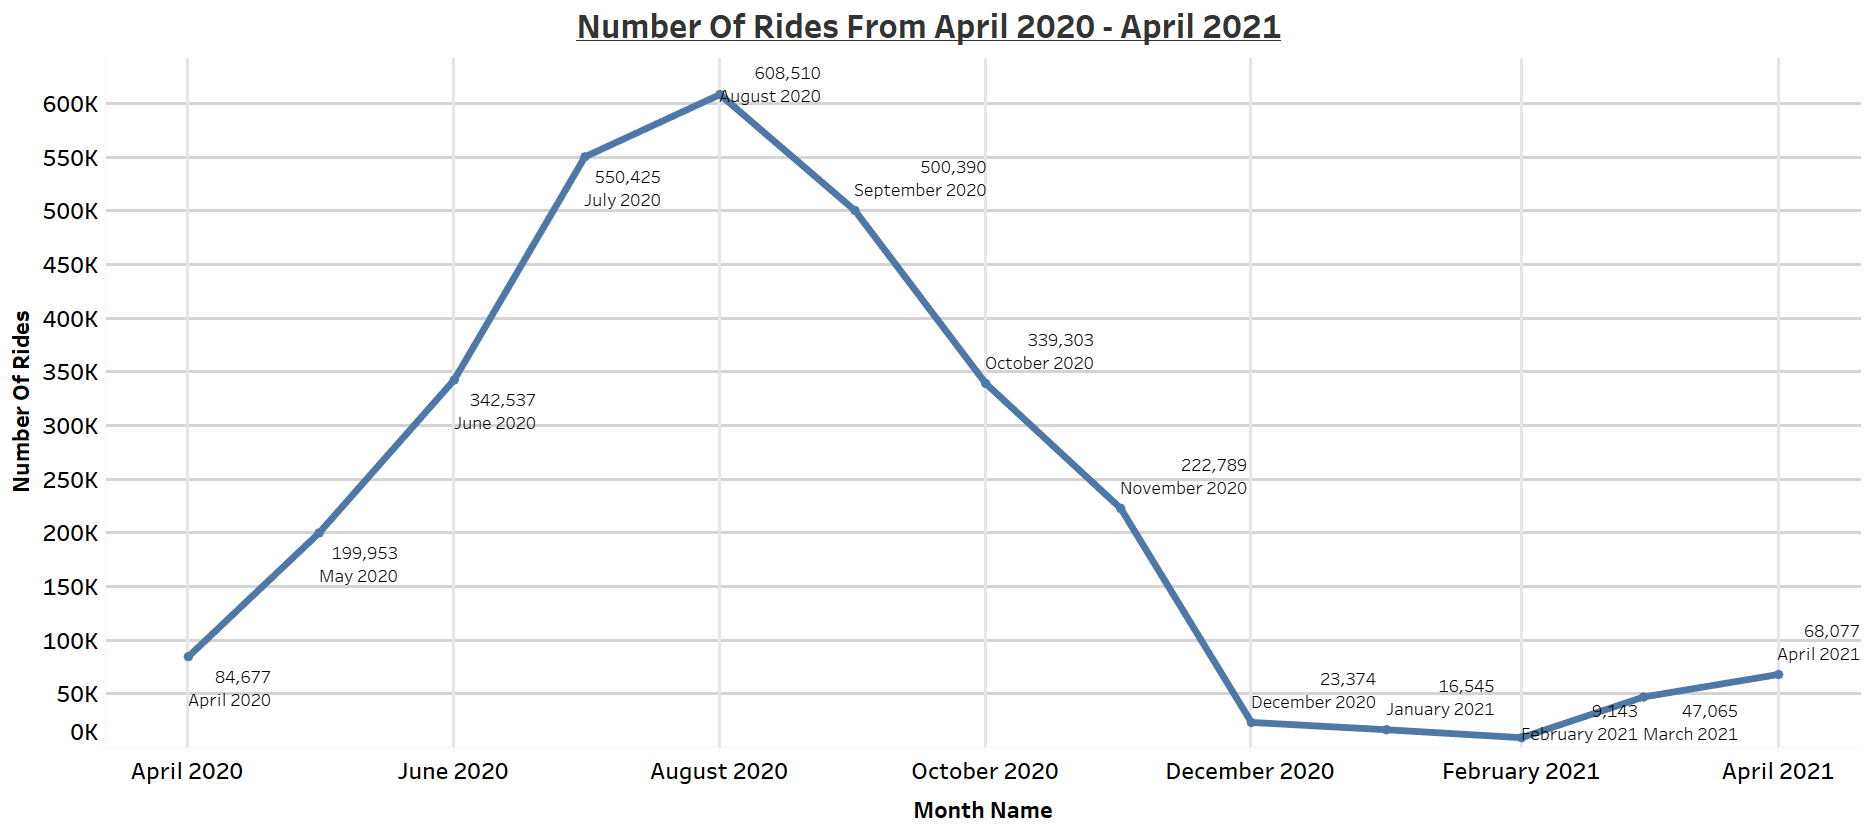 Number Of Rides From April 2020 - April 2021
Number Of Rides
600K
550K
500K
450K
400K
350K
300K
250K
200K
150K
100K
50K
0K
84,677
April 2020
199,953
May 2020
342,537
June 2020
550,425
July 2020
608,510
August 2020
500,390
September 2020
339,303
October 2020
222,789
November 2020
23,374
December 2020
16,545
January 2021
9,143
February 2021
47,065
March 2021
68,077
April 2021
April 2020
June 2020
August 2020
October 2020
December 2020
February 2021
April 2021
Month Name